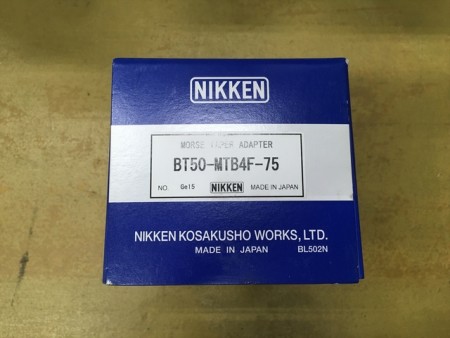 NIKKEN
MORSE TAPER ADAPTER
BT50-MTB4F-75
NO. Ge15 NIKKEN MADE IN JAPAN
NIKKEN KOSAKUSHO WORKS, LTD.
MADE IN JAPAN BL502N